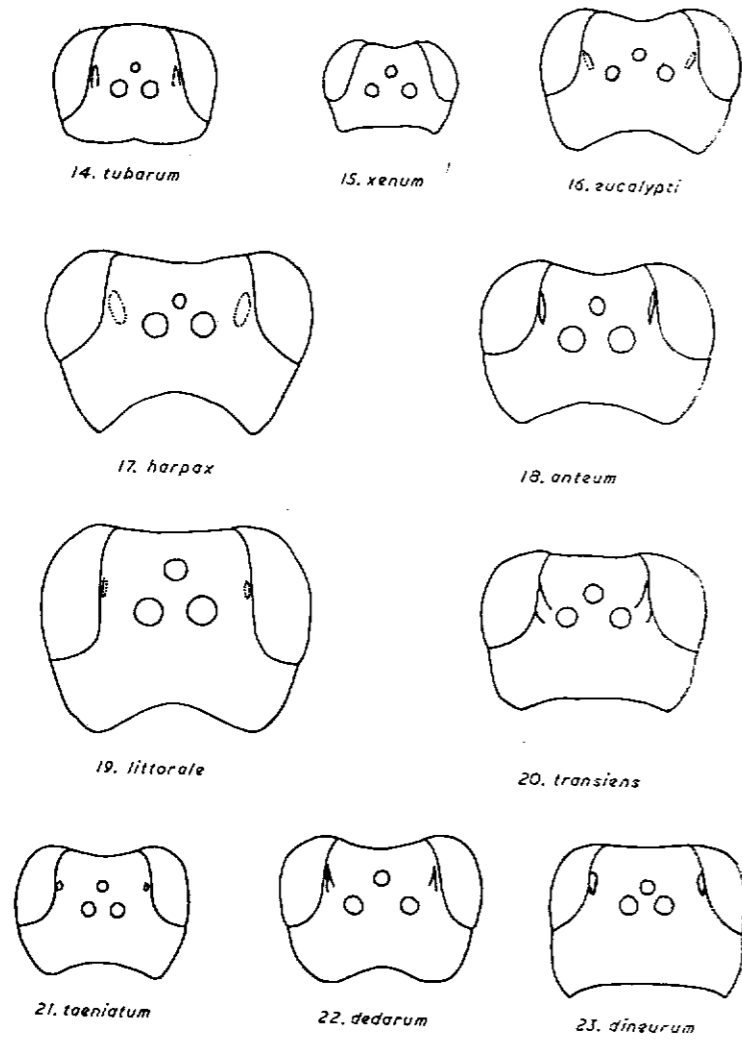 14. tubarum
15. xenum
16. eucalypti
17. harpax
18. anteum
19. littorale
20. transiens
21. taeniatum
22. dedarum
23. dineurum